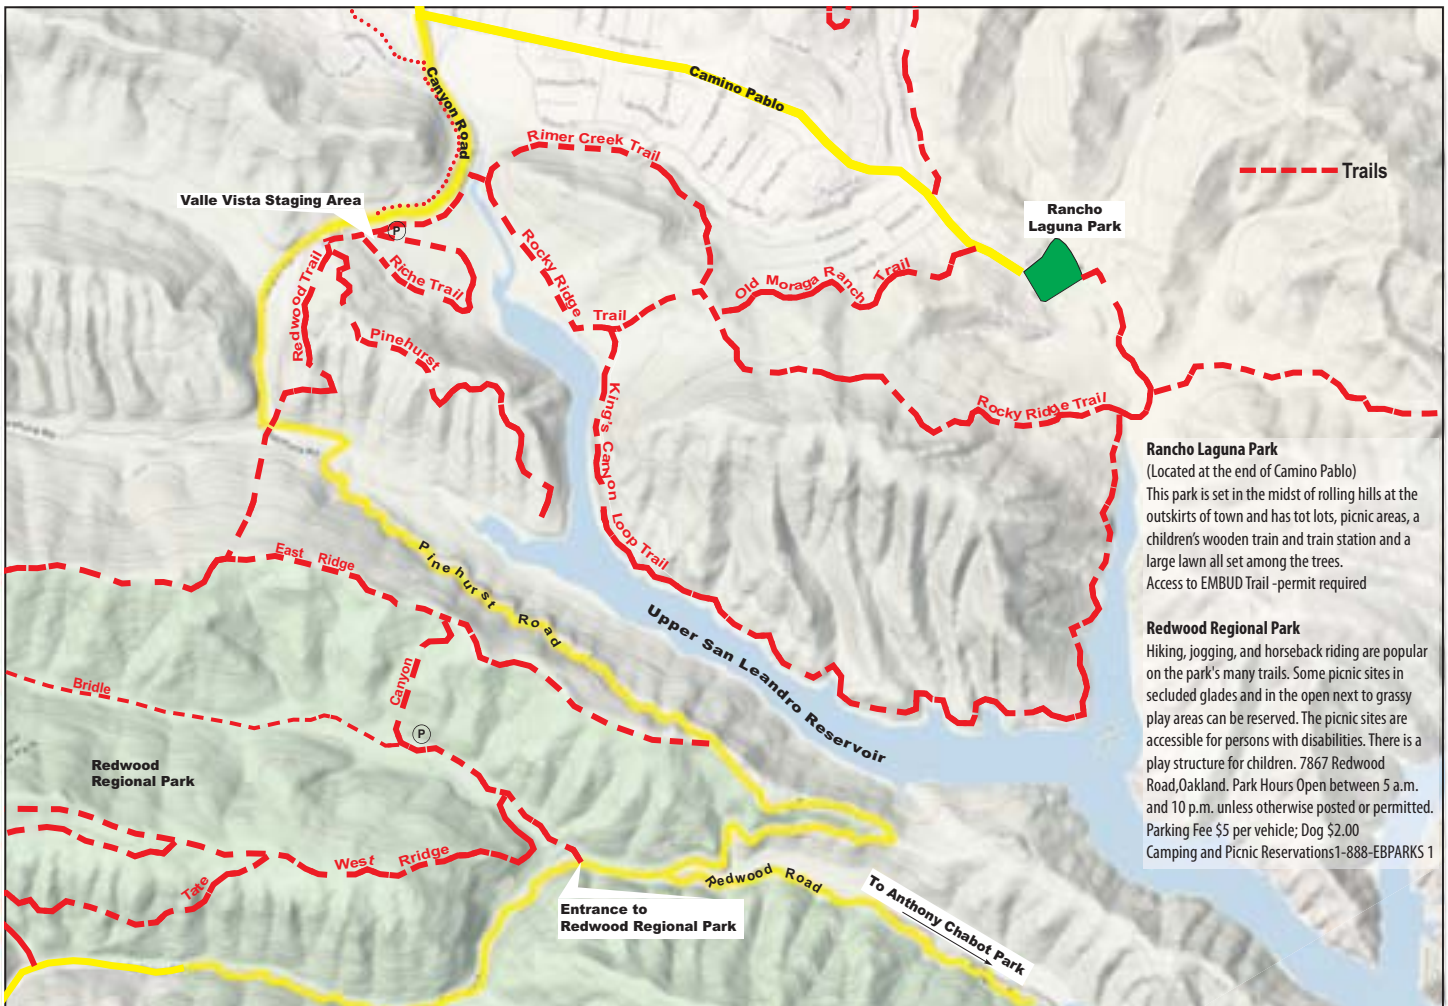 Canyon Road
Camino Pablo
Rimer Creek Trail
Trails
Valle Vista Staging Area
P
Rancho
Laguna Park
Redwood Trail
Riche Trail
Rocky Ridge
Trail
Old Moraga Ranch Trail
Pinehurst
King's Canyon Loop Trail
Rocky Ridge Trail
Rancho Laguna Park
(Located at the end of Camino Pablo)
This park is set in the midst of rolling hills at the
outskirts of town and has tot lots, picnic areas, a
children's wooden train and train station and a
large lawn all set among the trees.
Access to EMBUD Trail -permit required
East Ridge
Pinehurst Road
Upper San Leandro Reservoir
Redwood Regional Park
Hiking, jogging, and horseback riding are popular
on the park's many trails. Some picnic sites in
secluded glades and in the open next to grassy
play areas can be reserved. The picnic sites are
accessible for persons with disabilities. There is a
play structure for children. 7867 Redwood
Road,Oakland. Park Hours Open between 5 a.m.
and 10 p.m. unless otherwise posted or permitted.
Parking Fee $5 per vehicle; Dog $2.00
Camping and Picnic Reservations1-888-EBPARKS 1
Canyon
Bridle
P
Redwood
Regional Park
West Rridge
Tate
Redwood Road
To Anthony Chabot Park
Entrance to
Redwood Regional Park